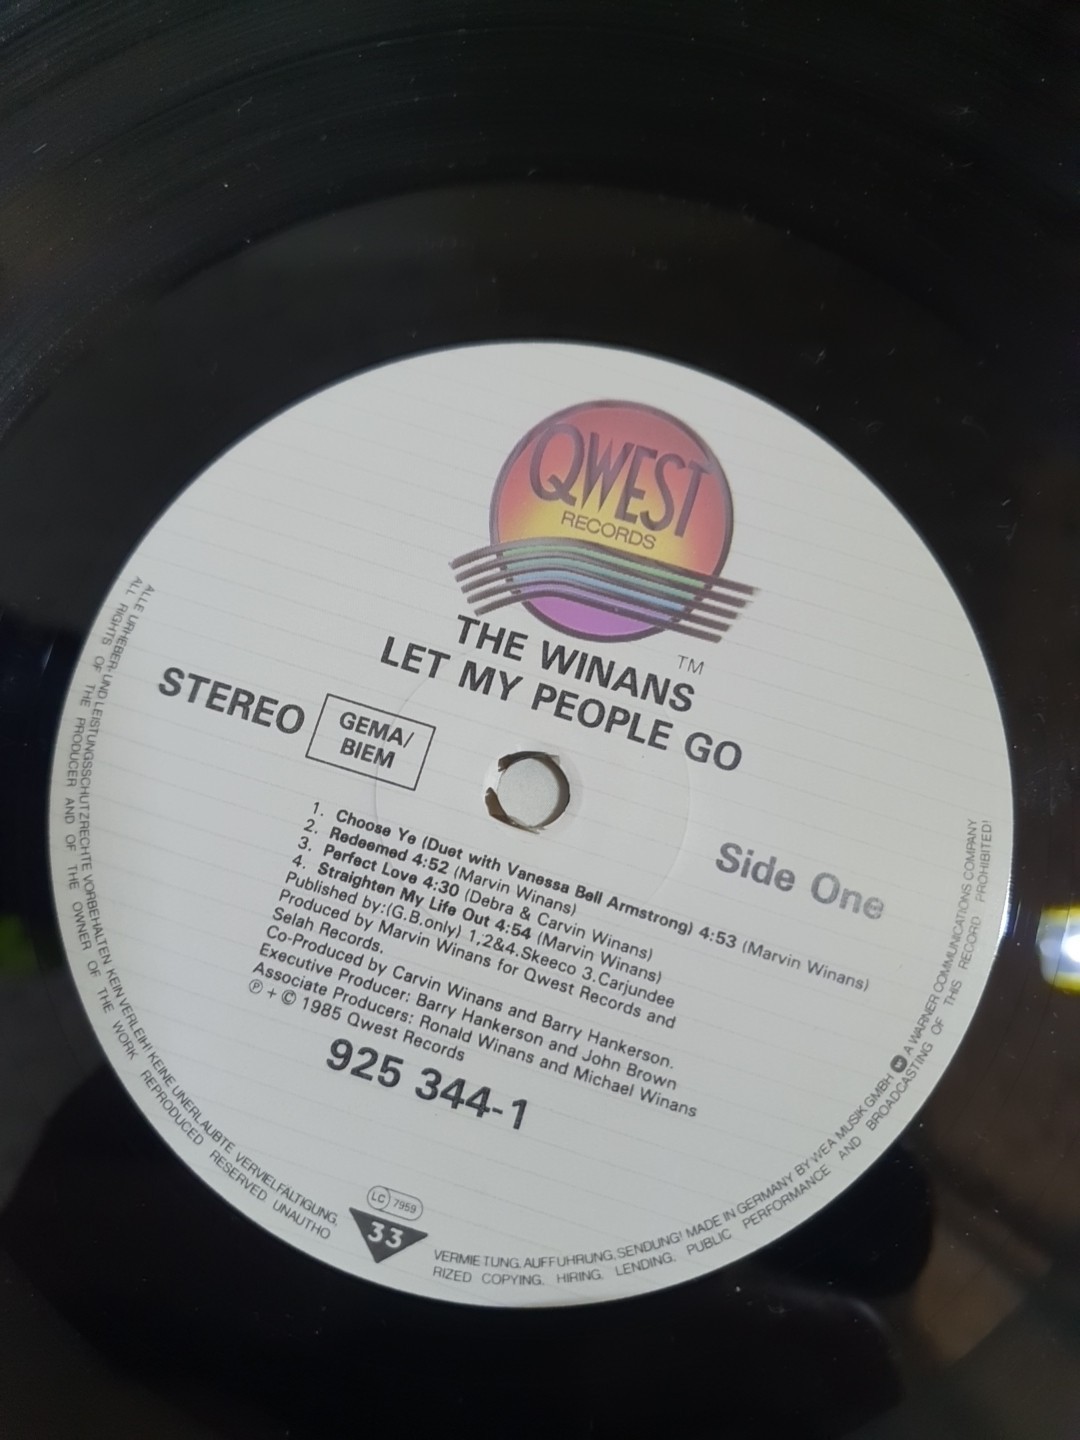 QWEST
RECORDS
TM
THE WINANS
LET MY PEOPLE GO
STEREO
GEMA/
BIEM
Side One
1. Choose Ye (Duet with Vanessa Bell Armstrong) 4:53 (Marvin Winans)
2. Redeemed 4:52 (Marvin Winans)
3. Perfect Love 4:30 (Debra & Carvin Winans)
4. Straighten My Life Out 4:54 (Marvin Winans)
Published by:(G.B.only) 1,2&4.Skeeco 3.Carjundee
Produced by Marvin Winans for Qwest Records and
Selah Records.
Co-Produced by Carvin Winans and Barry Hankerson.
Executive Producer: Barry Hankerson and John Brown
Associate Producers: Ronald Winans and Michael Winans
℗ + © 1985 Qwest Records
925 344-1
LC 7959
33
ALLE URHEBER-UND LEISTUNGSSCHUTZRECHTE VORBEHALTEN KEIN VERLEIH! KEINE UNERLAUBTE VERVIELFÄLTIGUNG, VERMIETUNG, AUFFÜHRUNG, SENDUNG! MADE IN GERMANY BY WEA MUSIK GMBH A WARNER COMMUNICATIONS COMPANY
ALL RIGHTS OF THE PRODUCER AND OF THE OWNER OF THE WORK REPRODUCED RESERVED UNAUTHORIZED COPYING, HIRING, LENDING, PUBLIC PERFORMANCE AND BROADCASTING OF THIS RECORD PROHIBITED!